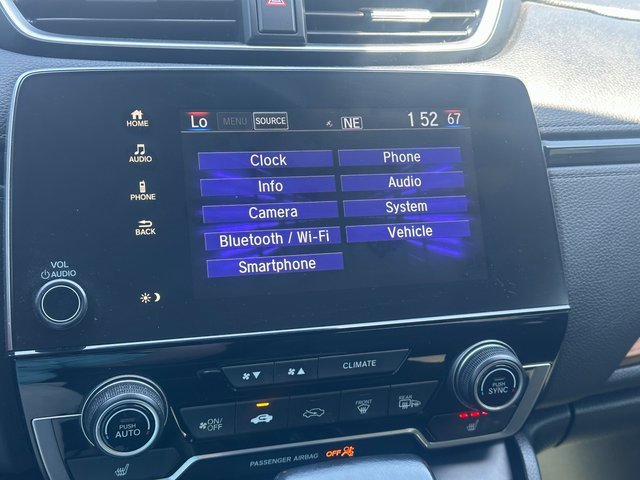 Lo MENU SOURCE NE 1 52 67
HOME
AUDIO
PHONE
BACK
Clock Phone
Info Audio
Camera System
Bluetooth / Wi-Fi Vehicle
Smartphone
VOL
AUDIO
CLIMATE
PUSH AUTO
ON/OFF
FRONT
REAR
PUSH SYNC
PASSENGER AIRBAG OFF